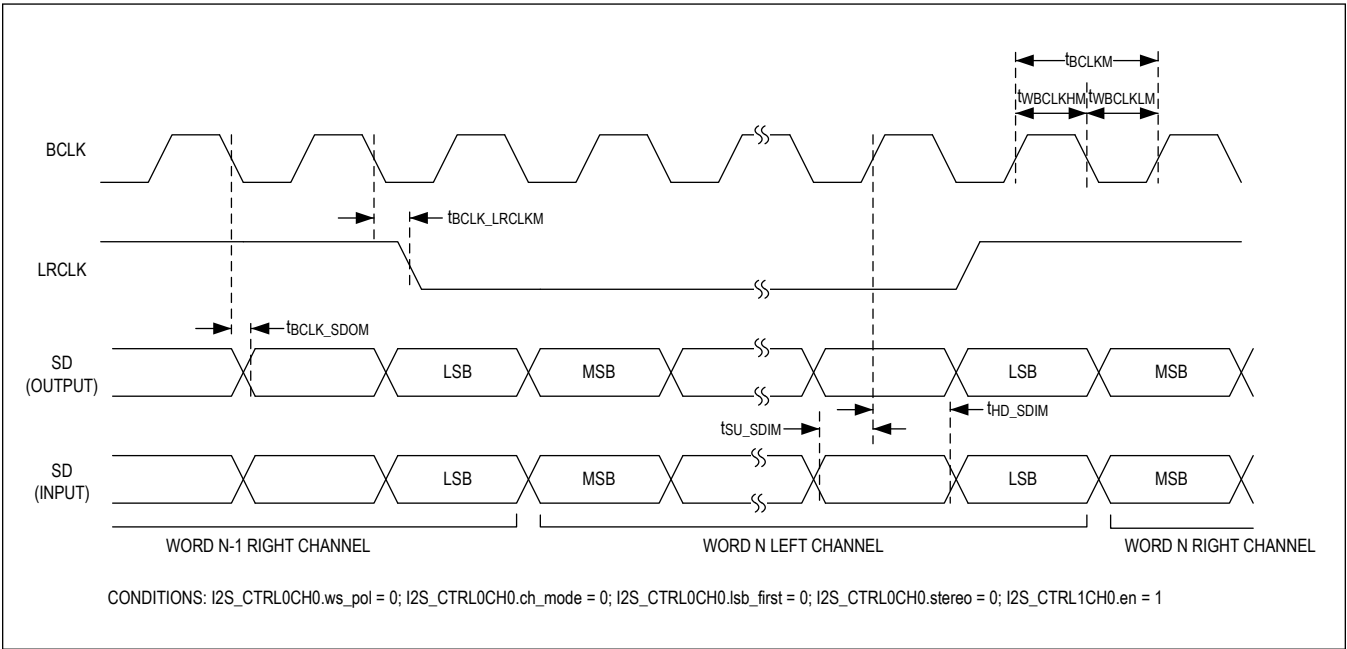 tBCLKM
tWBCLKHM tWBCLKLM
BCLK
tBCLK_LRCLKM
LRCLK
tBCLK_SDOM
SD
(OUTPUT)
LSB MSB LSB MSB
tHD_SDIM
tSU_SDIM
SD
(INPUT)
LSB MSB LSB MSB
WORD N-1 RIGHT CHANNEL WORD N LEFT CHANNEL WORD N RIGHT CHANNEL
CONDITIONS: I2S_CTRL0CH0.ws_pol = 0; I2S_CTRL0CH0.ch_mode = 0; I2S_CTRL0CH0.lsb_first = 0; I2S_CTRL0CH0.stereo = 0; I2S_CTRL1CH0.en = 1